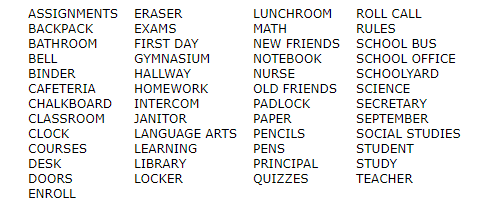 ASSIGNMENTS ERASER LUNCHROOM ROLL CALL
BACKPACK EXAMS MATH RULES
BATHROOM FIRST DAY NEW FRIENDS SCHOOL BUS
BELL GYMNASIUM NOTEBOOK SCHOOL OFFICE
BINDER HALLWAY NURSE SCHOOLYARD
CAFETERIA HOMEWORK OLD FRIENDS SCIENCE
CHALKBOARD INTERCOM PADLOCK SECRETARY
CLASSROOM JANITOR PAPER SEPTEMBER
CLOCK LANGUAGE ARTS PENCILS SOCIAL STUDIES
COURSES LEARNING PENS STUDENT
DESK LIBRARY PRINCIPAL STUDY
DOORS LOCKER QUIZZES TEACHER
ENROLL